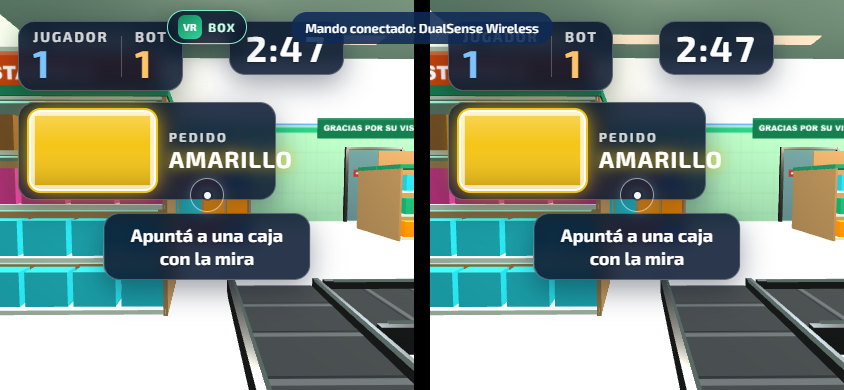 JUGADOR
1
BOT
1
VR BOX
2:47
Mando conectado: DualSense Wireless
PEDIDO
AMARILLO
GRACIAS POR SU VIS
Apuntá a una caja
con la mira
JUGADOR
1
BOT
1
2:47
PEDIDO
AMARILLO
GRACIAS POR SU VI
Apuntá a una caja
con la mira